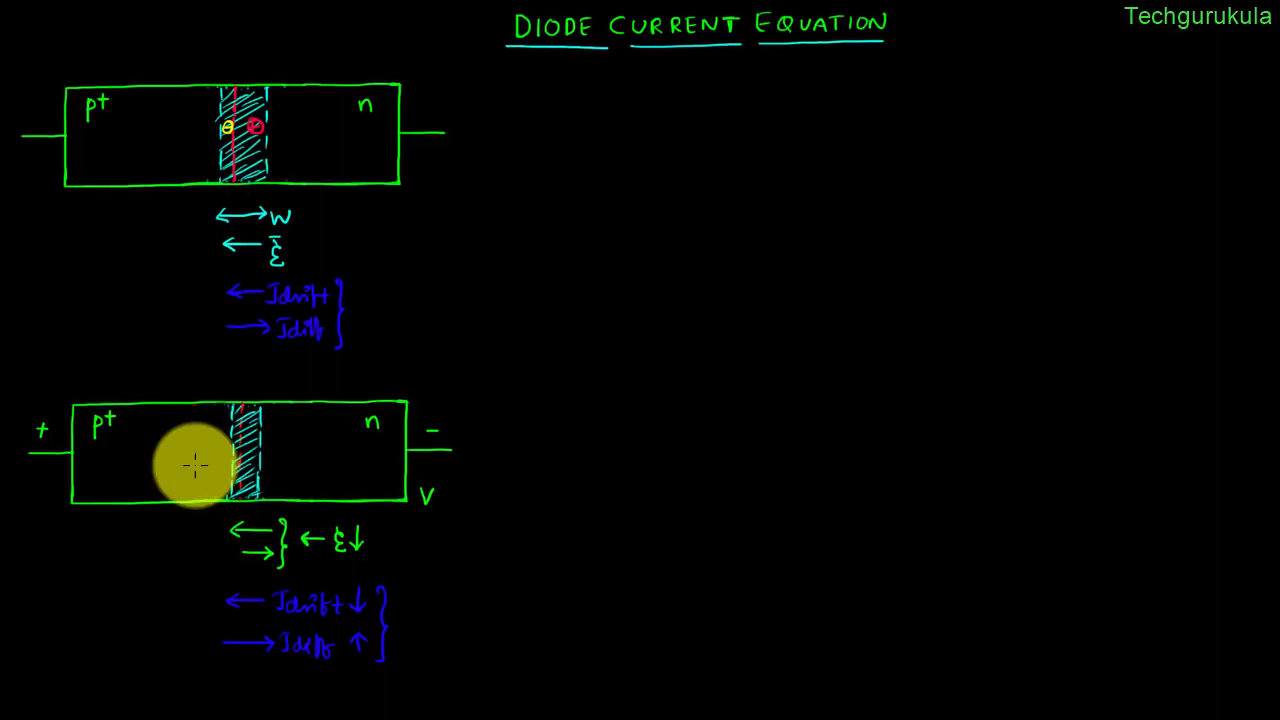 Techgurukula
DIODE CURRENT EQUATION
p+ n
⊖ ⊕
W
ε̄
Jdrift
Jdiff
p+ n
+ -
V
ε↓
Jdrift ↓
Jdiff ↑